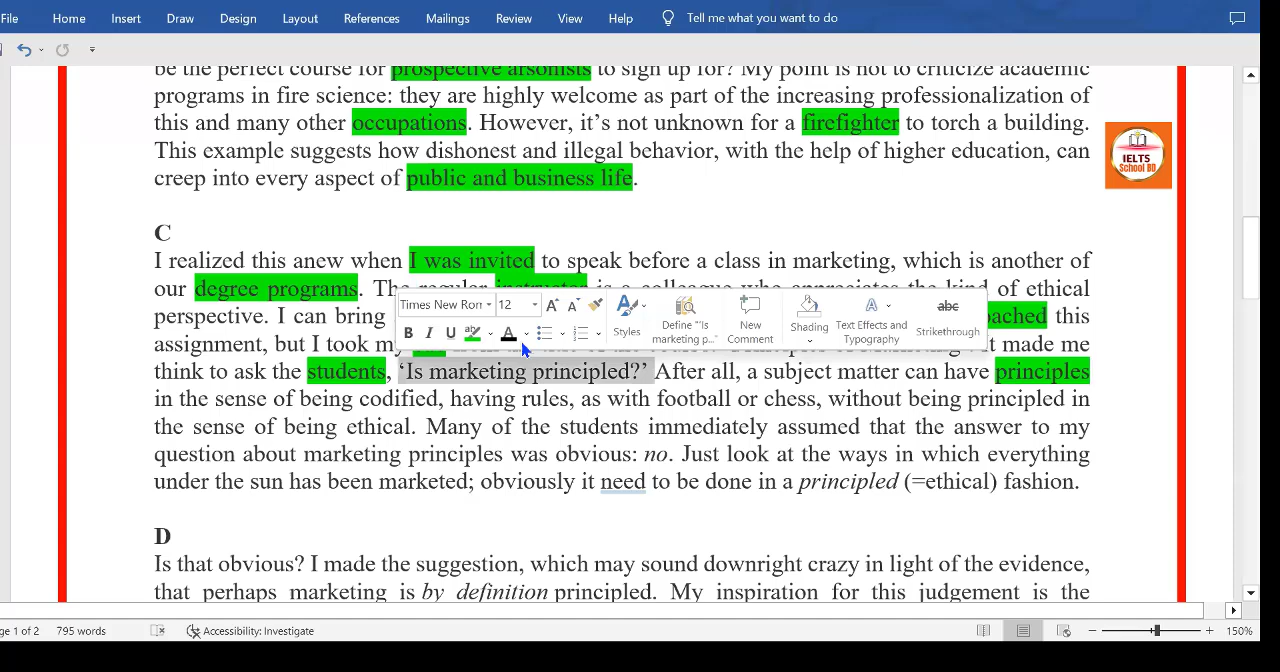 File Home Insert Draw Design Layout References Mailings Review View Help Tell me what you want to do
be the perfect course for prospective arsonists to sign up for? My point is not to criticize academic
programs in fire science: they are highly welcome as part of the increasing professionalization of
this and many other occupations. However, it's not unknown for a firefighter to torch a building.
This example suggests how dishonest and illegal behavior, with the help of higher education, can
creep into every aspect of public and business life.
IELTS
School BD
C
I realized this anew when I was invited to speak before a class in marketing, which is another of
our degree programs. The regular instructor is a colleague who appreciates the kind of ethical
perspective. I can bring
this
Times New Ron 12
Styles
Define "'Is
marketing p..."
New
Comment
Shading
Text Effects and
Typography
abc
Strikethrough
B I U ab A
assignment, but I took my
made me
think to ask the students, ‘Is marketing principled?’ After all, a subject matter can have principles
in the sense of being codified, having rules, as with football or chess, without being principled in
the sense of being ethical. Many of the students immediately assumed that the answer to my
question about marketing principles was obvious: no. Just look at the ways in which everything
under the sun has been marketed; obviously it need to be done in a principled (=ethical) fashion.
D
Is that obvious? I made the suggestion, which may sound downright crazy in light of the evidence,
that perhaps marketing is by definition principled. My inspiration for this judgement is the
ge 1 of 2 795 words Accessibility: Investigate 150%